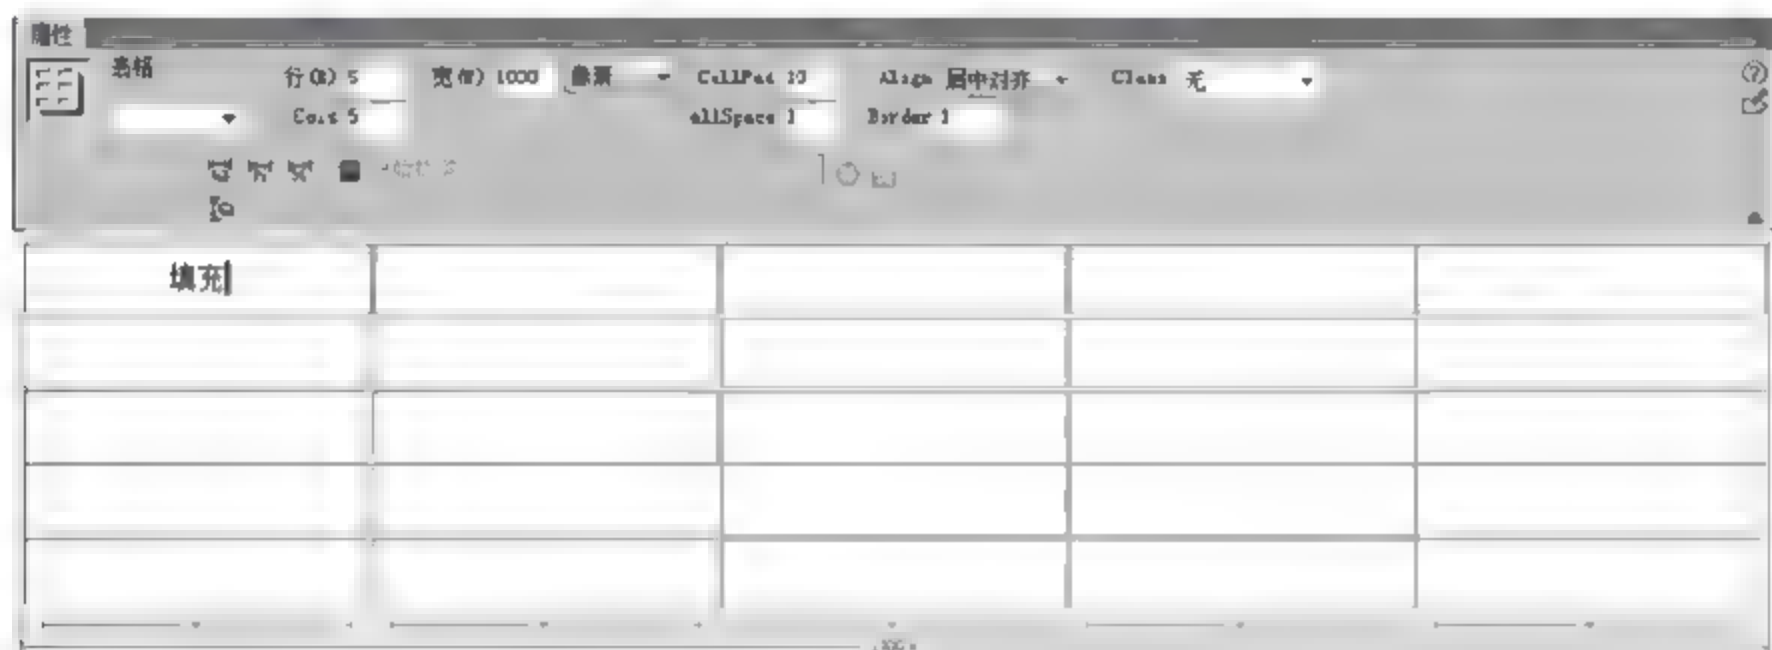 属性
表格 行(R) 5 宽(W) 1000 像素 CellPad 10 Align 居中对齐 Class 无
Cols 5 CellSpace 1 Border 1
填充